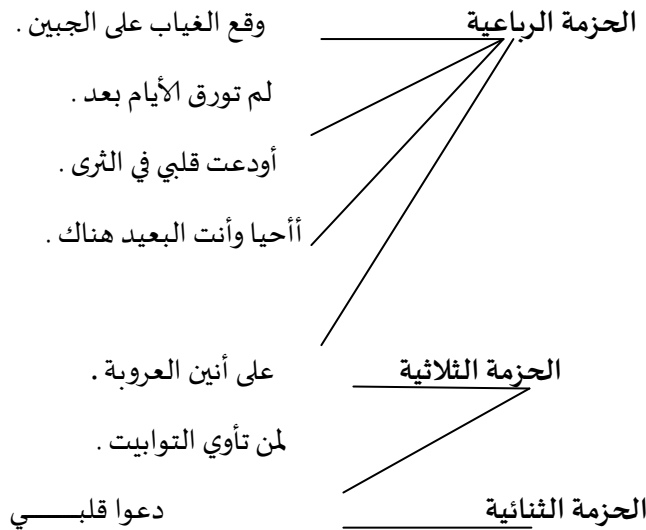 الحزمة الرباعية وقع الغياب على الجبين .
لم تورق الأيام بعد .
أودعت قلبي في الثرى .
أأحيا وأنت البعيد هناك .
الحزمة الثلاثية على أنين العروبة .
لمن تأوي التوابيت .
الحزمة الثنائية دعوا قلبــــي